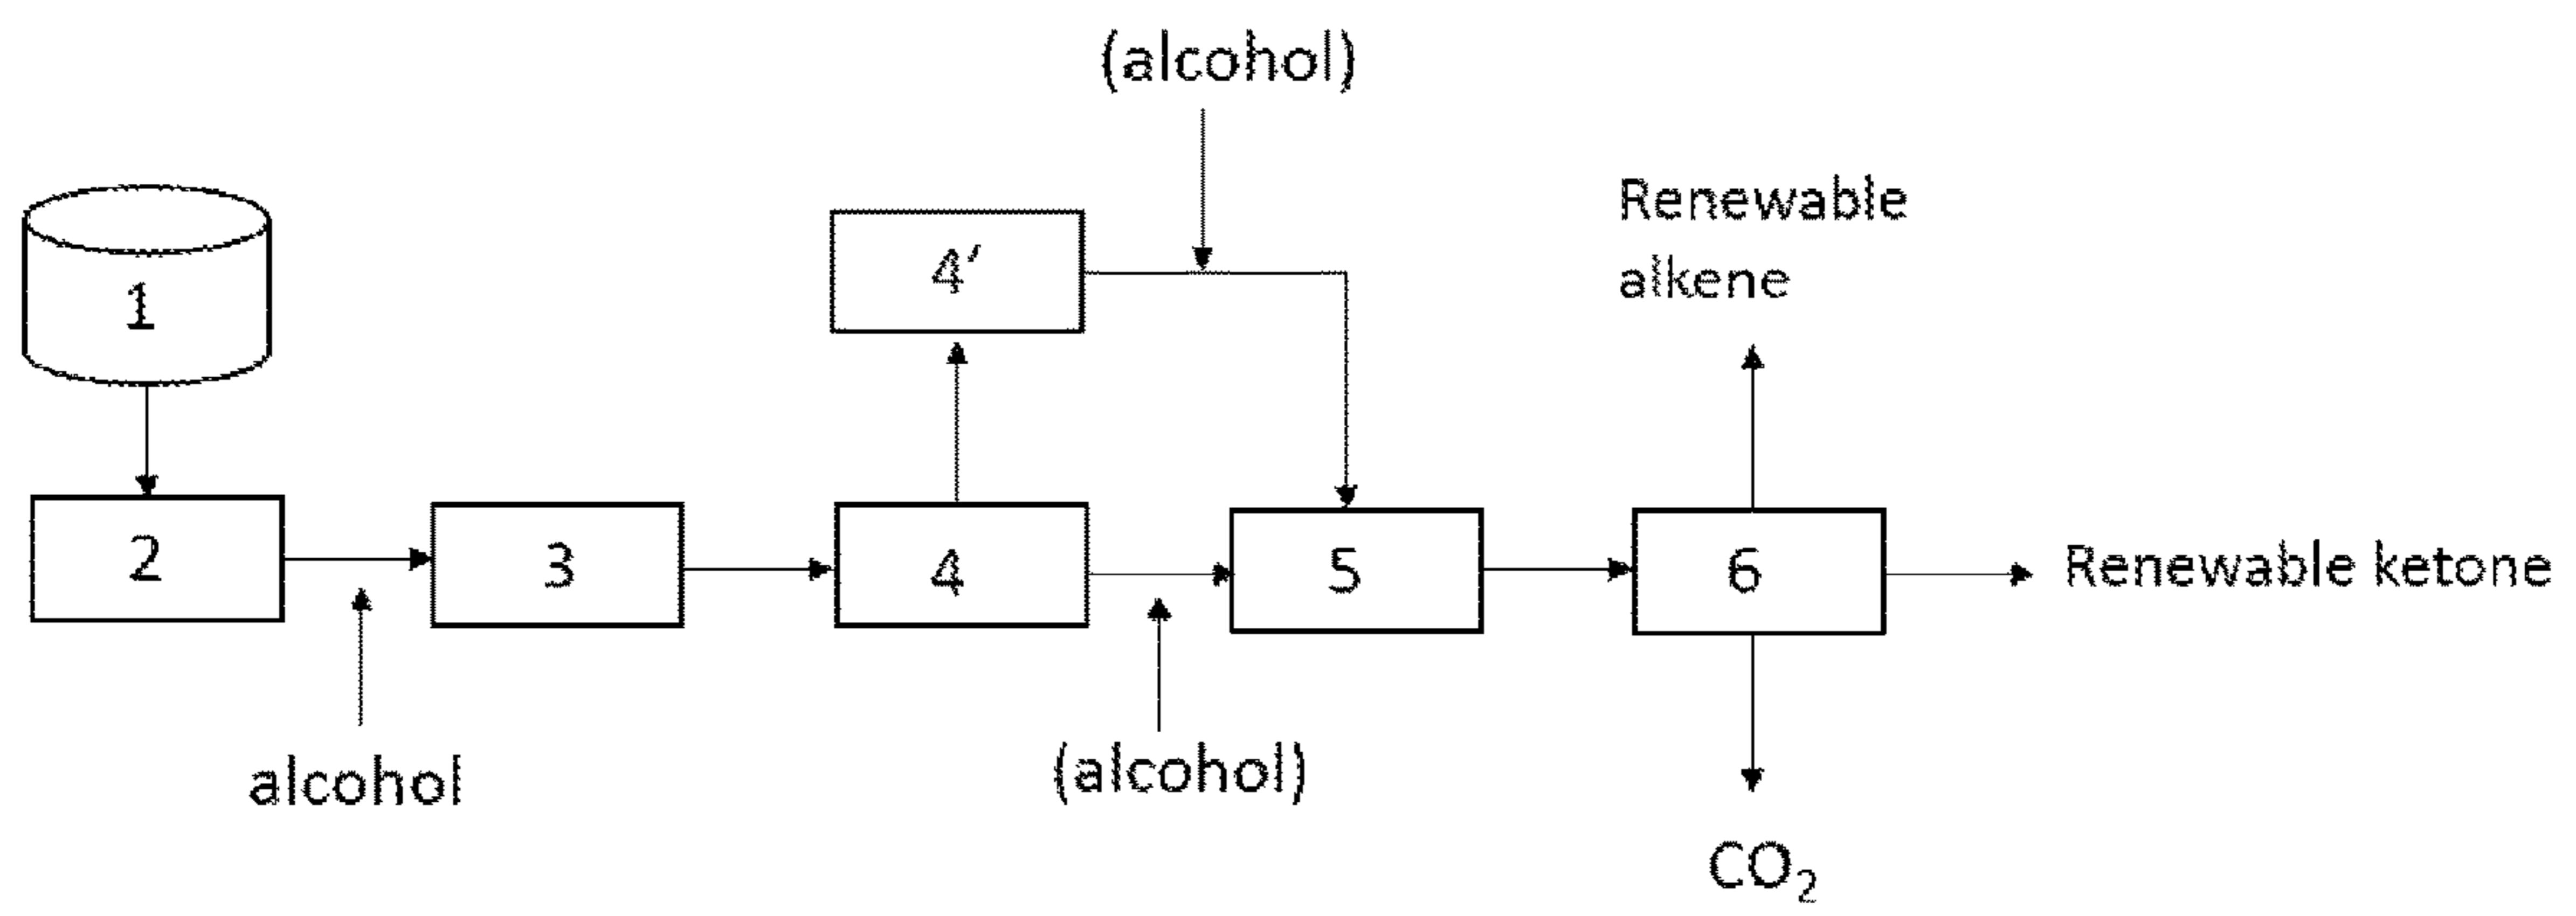 (alcohol)
Renewable
alkene
4′
1
2
3
4
5
6
Renewable ketone
alcohol
(alcohol)
CO₂